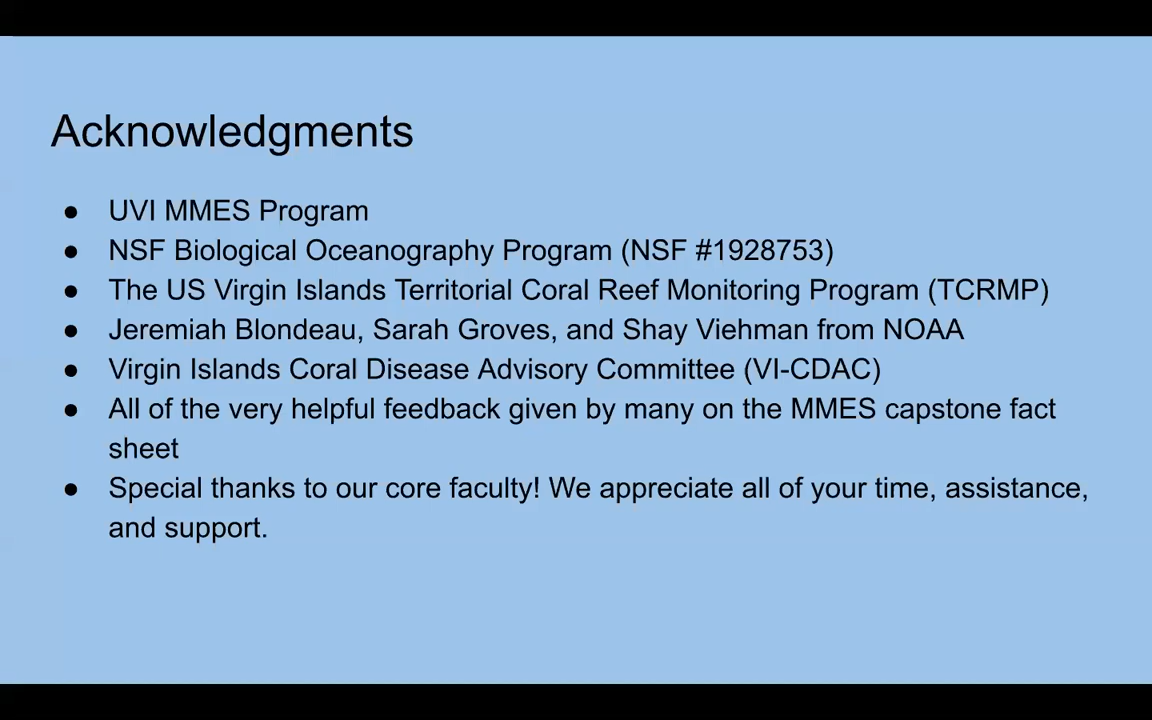 Acknowledgments
● UVI MMES Program
● NSF Biological Oceanography Program (NSF #1928753)
● The US Virgin Islands Territorial Coral Reef Monitoring Program (TCRMP)
● Jeremiah Blondeau, Sarah Groves, and Shay Viehman from NOAA
● Virgin Islands Coral Disease Advisory Committee (VI-CDAC)
● All of the very helpful feedback given by many on the MMES capstone fact
sheet
● Special thanks to our core faculty! We appreciate all of your time, assistance,
and support.